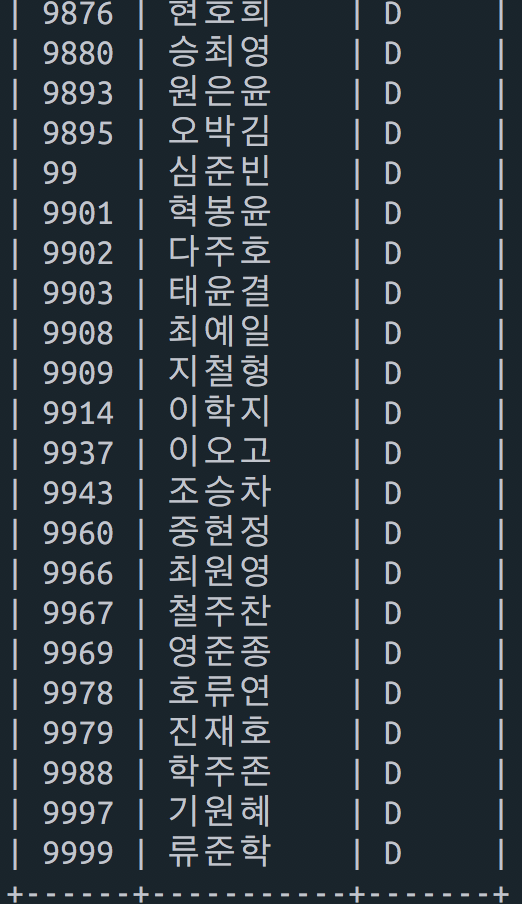 | 9876 | 현호희 | D |
| 9880 | 승최영 | D |
| 9893 | 원은윤 | D |
| 9895 | 오박김 | D |
| 99 | 심준빈 | D |
| 9901 | 혁봉윤 | D |
| 9902 | 다주호 | D |
| 9903 | 태윤결 | D |
| 9908 | 최예일 | D |
| 9909 | 지철형 | D |
| 9914 | 이학지 | D |
| 9937 | 이오고 | D |
| 9943 | 조승차 | D |
| 9960 | 중현정 | D |
| 9966 | 최원영 | D |
| 9967 | 철주찬 | D |
| 9969 | 영준종 | D |
| 9978 | 호류연 | D |
| 9979 | 진재호 | D |
| 9988 | 학주존 | D |
| 9997 | 기원혜 | D |
| 9999 | 류준학 | D |
+------+-----------+-------+